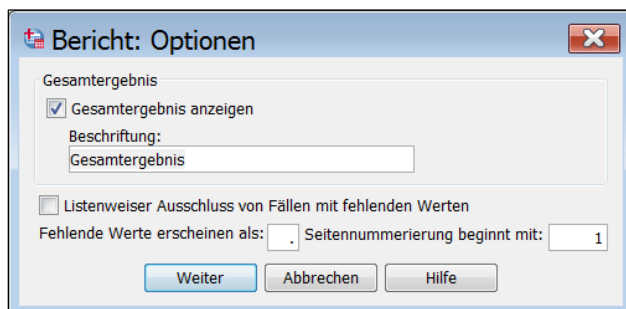 Bericht: Optionen
Gesamtergebnis
Gesamtergebnis anzeigen
Beschriftung:
Gesamtergebnis
Listenweiser Ausschluss von Fällen mit fehlenden Werten
Fehlende Werte erscheinen als: . Seitennummerierung beginnt mit: 1
Weiter Abbrechen Hilfe